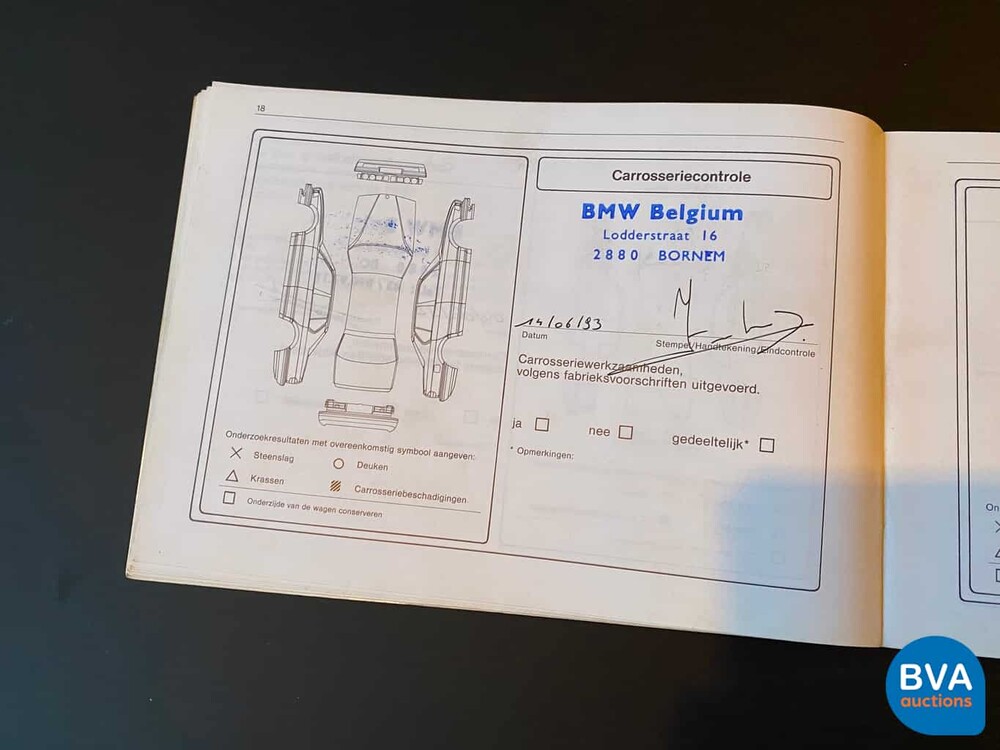 18
Carrosseriecontrole
BMW Belgium
Lodderstraat 16
2880 BORNEM
14/06/93
Datum
Stempel/Handtekening/Eindcontrole
Carrosseriewerkzaamheden,
volgens fabrieksvoorschriften uitgevoerd.
ja nee gedeeltelijk*
* Opmerkingen:
Onderzoekresultaten met overeenkomstig symbool aangeven:
Steenslag Deuken
Krassen Carrosseriebeschadigingen
Onderzijde van de wagen conserveren
On
BVA
auctions